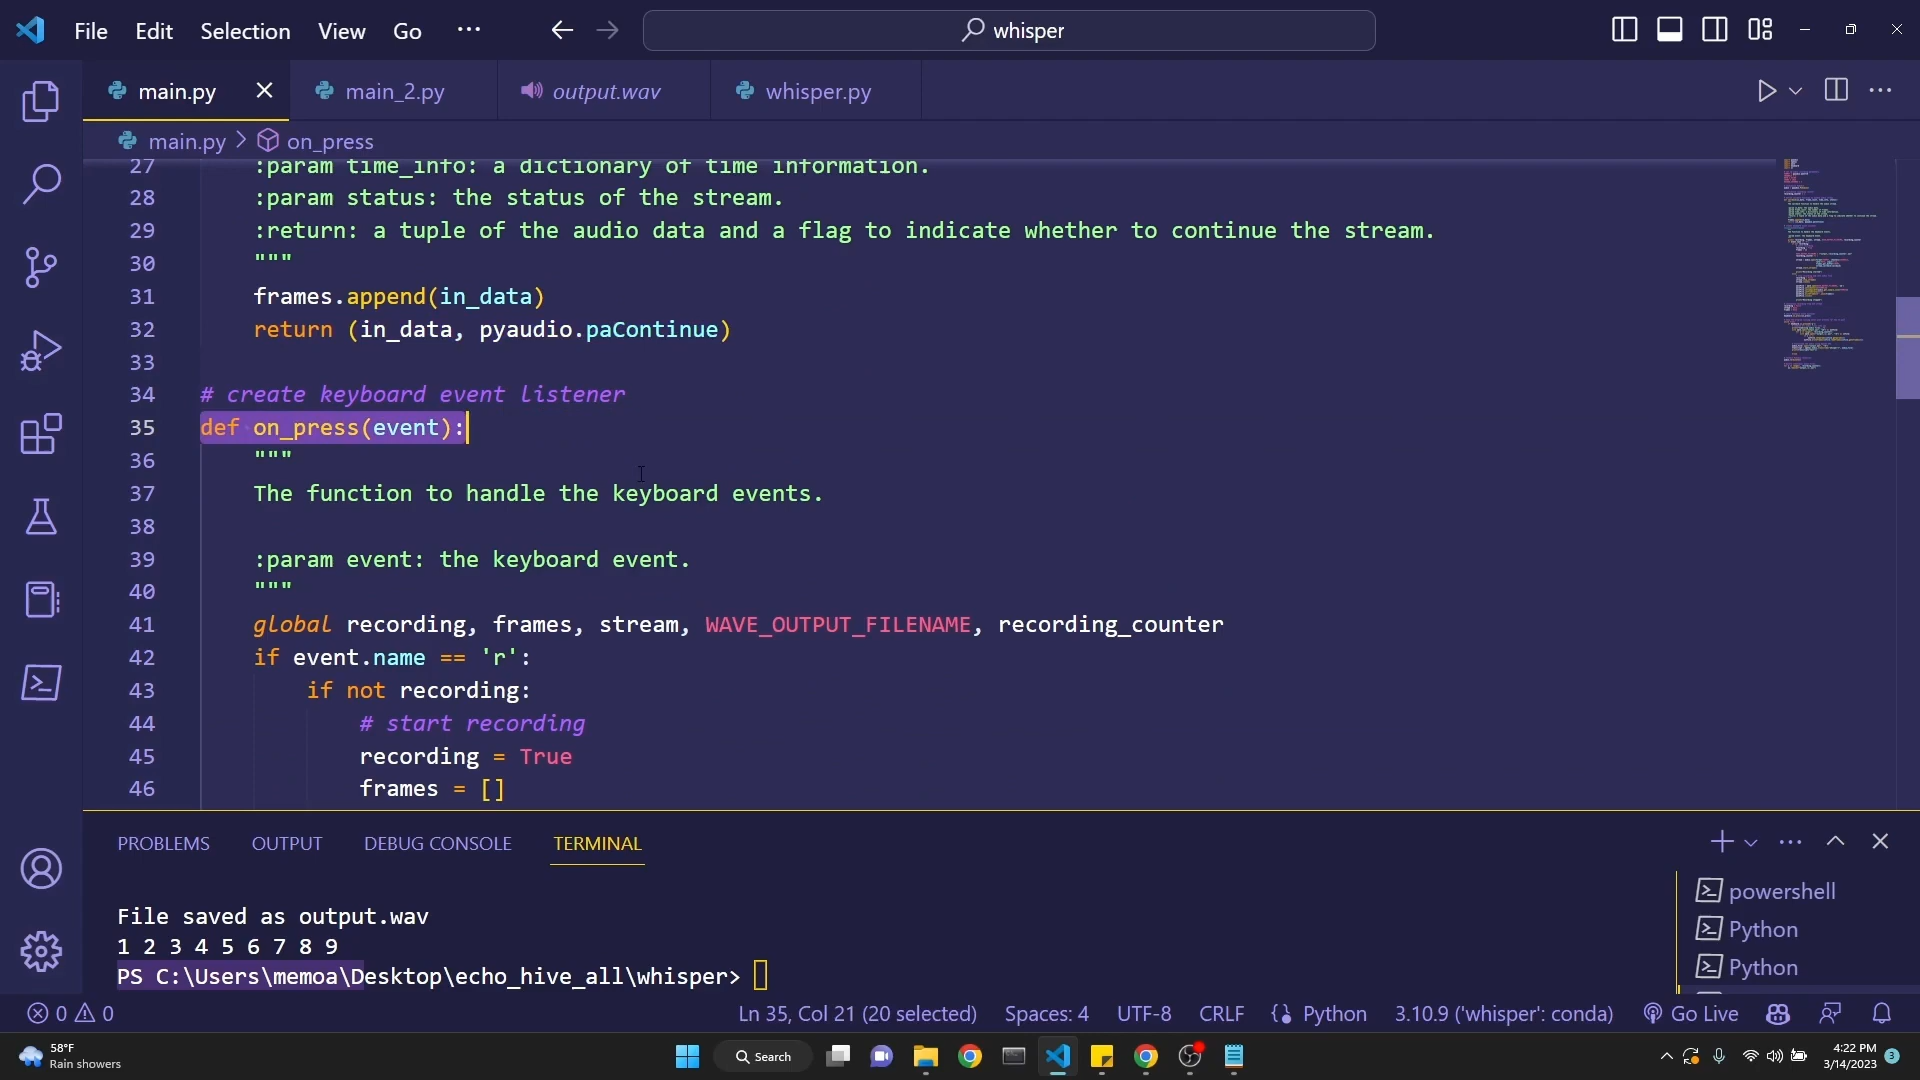 File Edit Selection View Go ··· whisper
main.py main_2.py output.wav whisper.py
main.py > on_press
27 :param time_info: a dictionary of time information.
28 :param status: the status of the stream.
29 :return: a tuple of the audio data and a flag to indicate whether to continue the stream.
30 """
31 frames.append(in_data)
32 return (in_data, pyaudio.paContinue)
33
34 # create keyboard event listener
35 def on_press(event):
36 """
37 The function to handle the keyboard events.
38
39 :param event: the keyboard event.
40 """
41 global recording, frames, stream, WAVE_OUTPUT_FILENAME, recording_counter
42 if event.name == 'r':
43 if not recording:
44 # start recording
45 recording = True
46 frames = []
PROBLEMS OUTPUT DEBUG CONSOLE TERMINAL
File saved as output.wav
1 2 3 4 5 6 7 8 9
PS C:\Users\memoa\Desktop\echo_hive_all\whisper>
powershell
Python
Python
0 0 Ln 35, Col 21 (20 selected) Spaces: 4 UTF-8 CRLF Python 3.10.9 ('whisper': conda) Go Live
58°F
Rain showers
Search
4:22 PM
3/14/2023
3